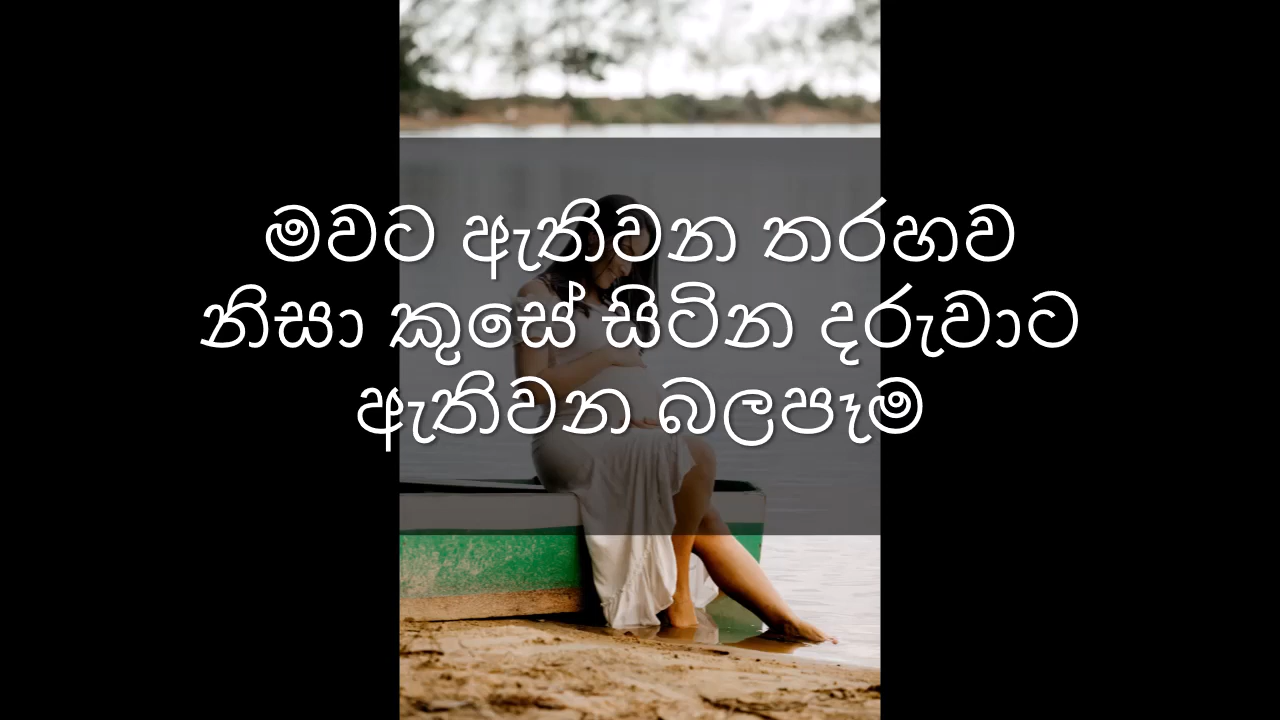 මවට ඇතිවන තරහව
නිසා කුසේ සිටින දරුවාට
ඇතිවන බලපෑම